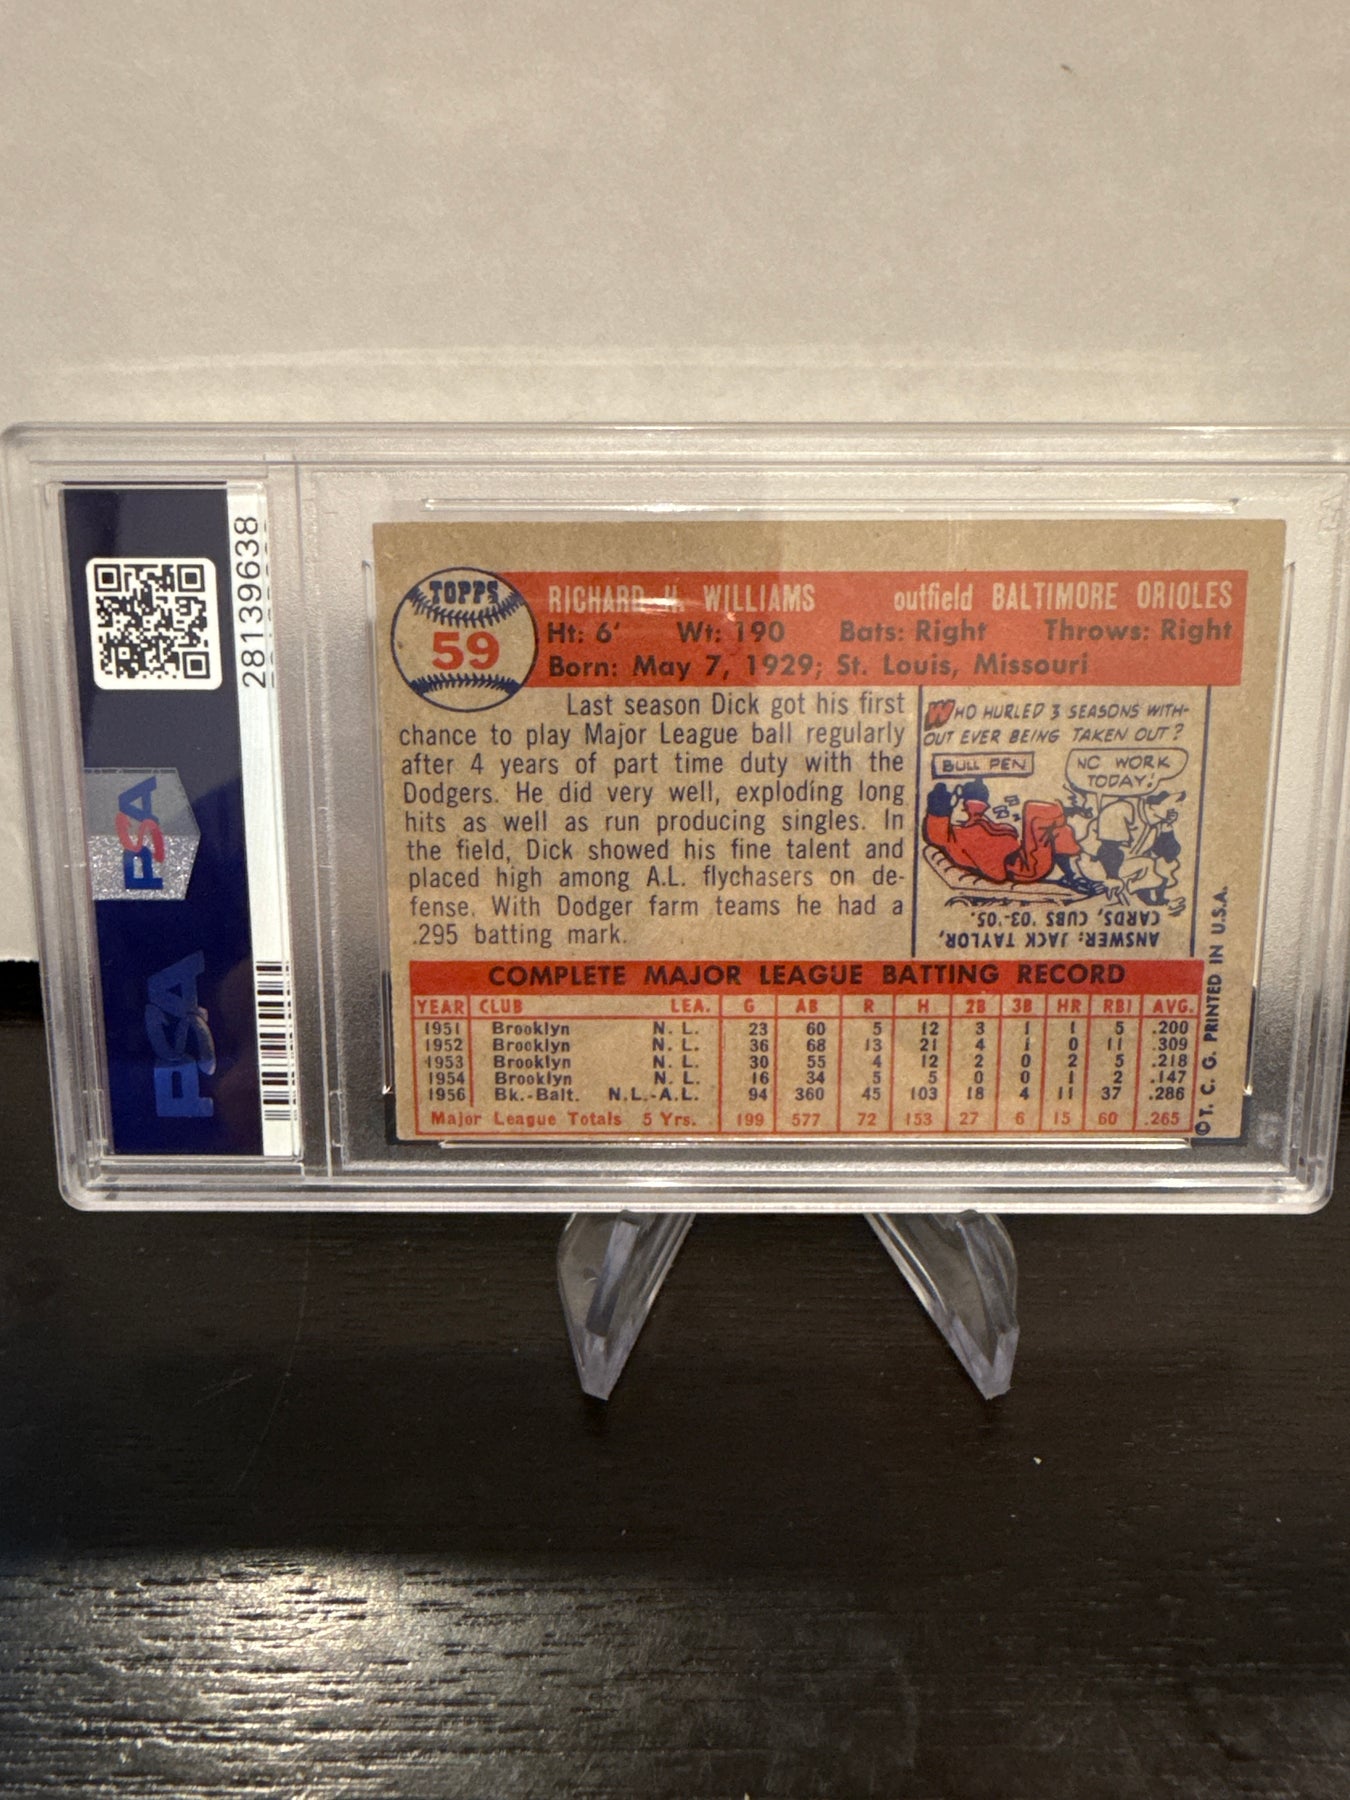 28139638
PSA
PSA
TOPPS
59
RICHARD H. WILLIAMS outfield BALTIMORE ORIOLES
Ht: 6' Wt: 190 Bats: Right Throws: Right
Born: May 7, 1929; St. Louis, Missouri
Last season Dick got his first
chance to play Major League ball regularly
after 4 years of part time duty with the
Dodgers. He did very well, exploding long
hits as well as run producing singles. In
the field, Dick showed his fine talent and
placed high among A.L. flychasers on de-
fense. With Dodger farm teams he had a
.295 batting mark.
WHO HURLED 3 SEASONS WITH-
OUT EVER BEING TAKEN OUT?
BULL PEN
NO WORK
TODAY!
ANSWER: JACK TAYLOR,
CARDS, CUBS '03-'05.
COMPLETE MAJOR LEAGUE BATTING RECORD
YEAR CLUB LEA. G AB R H 2B 3B HR RBI AVG.
1951 Brooklyn N. L. 23 60 5 12 3 1 1 5 .200
1952 Brooklyn N. L. 36 68 13 21 4 1 0 11 .309
1953 Brooklyn N. L. 30 55 4 12 2 0 2 5 .218
1954 Brooklyn N. L. 16 34 5 5 0 0 1 2 .147
1956 Bk.-Balt. N.L.-A.L. 94 360 45 103 18 4 11 37 .286
Major League Totals 5 Yrs. 199 577 72 153 27 6 15 60 .265
©T. C. G. PRINTED IN U.S.A.